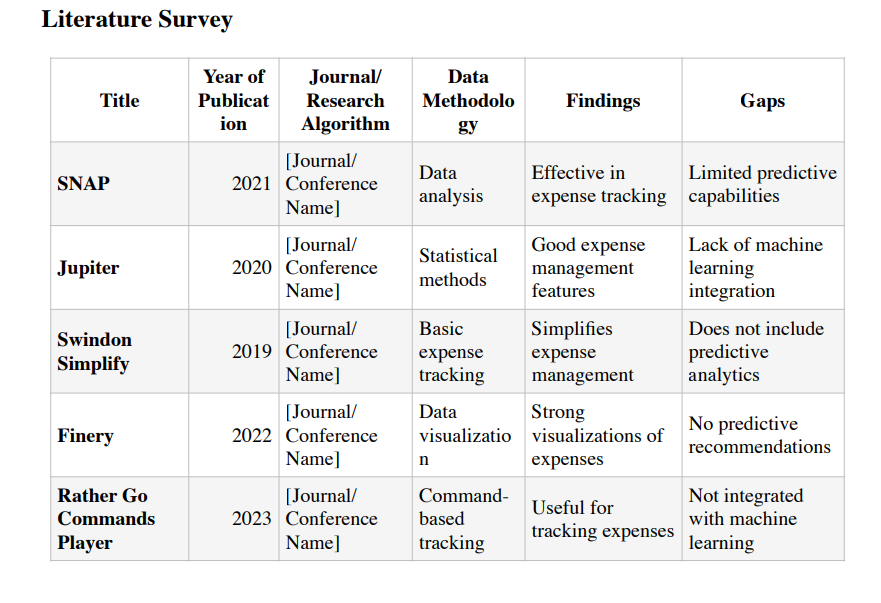 Literature Survey
Title
Year of
Publicat
ion
Journal/
Research
Algorithm
Data
Methodolo
gy
Findings
Gaps
SNAP
2021
[Journal/
Conference
Name]
Data
analysis
Effective in
expense tracking
Limited predictive
capabilities
Jupiter
2020
[Journal/
Conference
Name]
Statistical
methods
Good expense
management
features
Lack of machine
learning
integration
Swindon
Simplify
2019
[Journal/
Conference
Name]
Basic
expense
tracking
Simplifies
expense
management
Does not include
predictive
analytics
Finery
2022
[Journal/
Conference
Name]
Data
visualizatio
n
Strong
visualizations of
expenses
No predictive
recommendations
Rather Go
Commands
Player
2023
[Journal/
Conference
Name]
Command-
based
tracking
Useful for
tracking expenses
Not integrated
with machine
learning